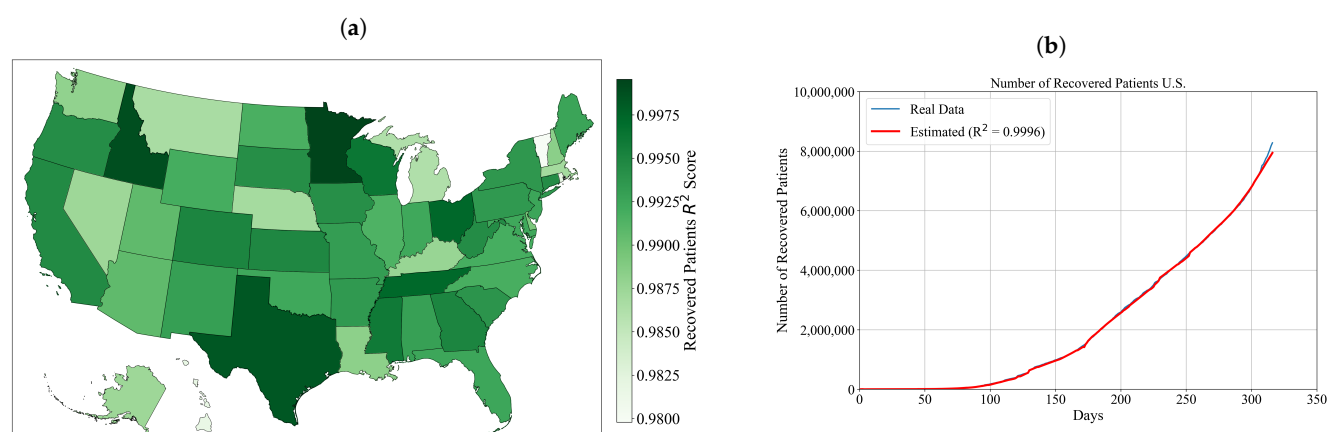 (a)
0.9975
0.9950
0.9925
0.9900
0.9875
0.9850
0.9825
0.9800
Recovered Patients R² Score
(b)
Number of Recovered Patients U.S.
Real Data
Estimated (R² = 0.9996)
10,000,000
8,000,000
6,000,000
4,000,000
2,000,000
0
Number of Recovered Patients
0 50 100 150 200 250 300 350
Days